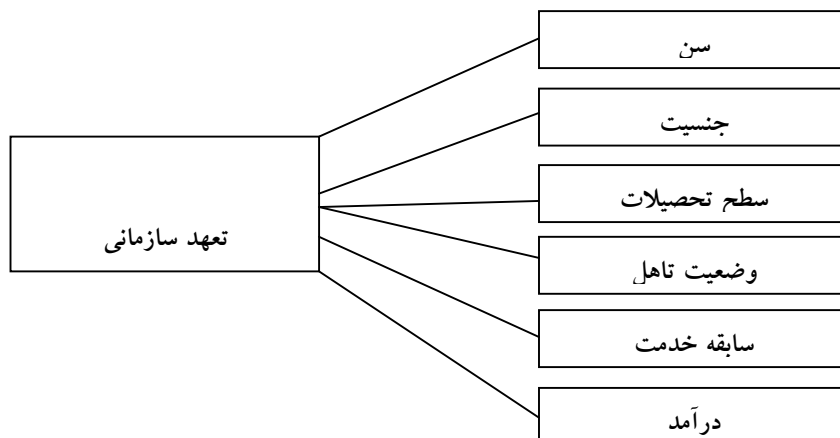 سن
جنسیت
سطح تحصیلات
تعهد سازمانی
وضعیت تاهل
سابقه خدمت
درآمد